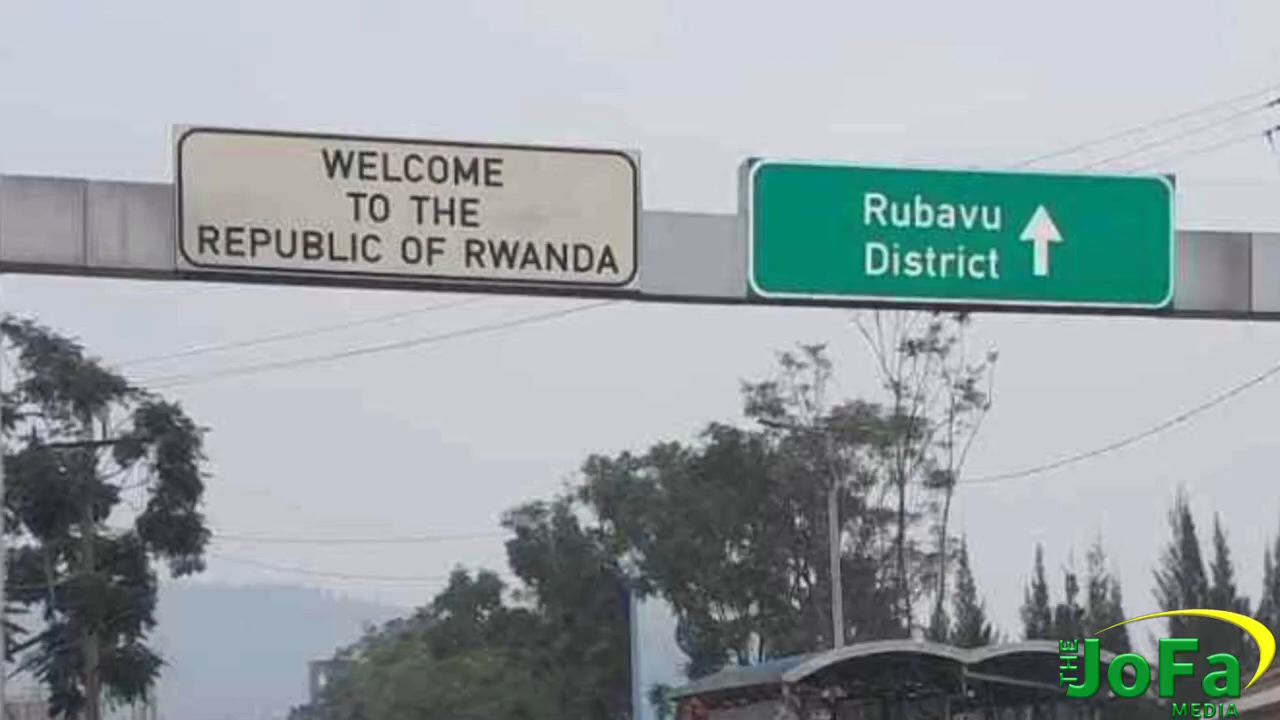 WELCOME
TO THE
REPUBLIC OF RWANDA
Rubavu
District
THE
JoFa
MEDIA